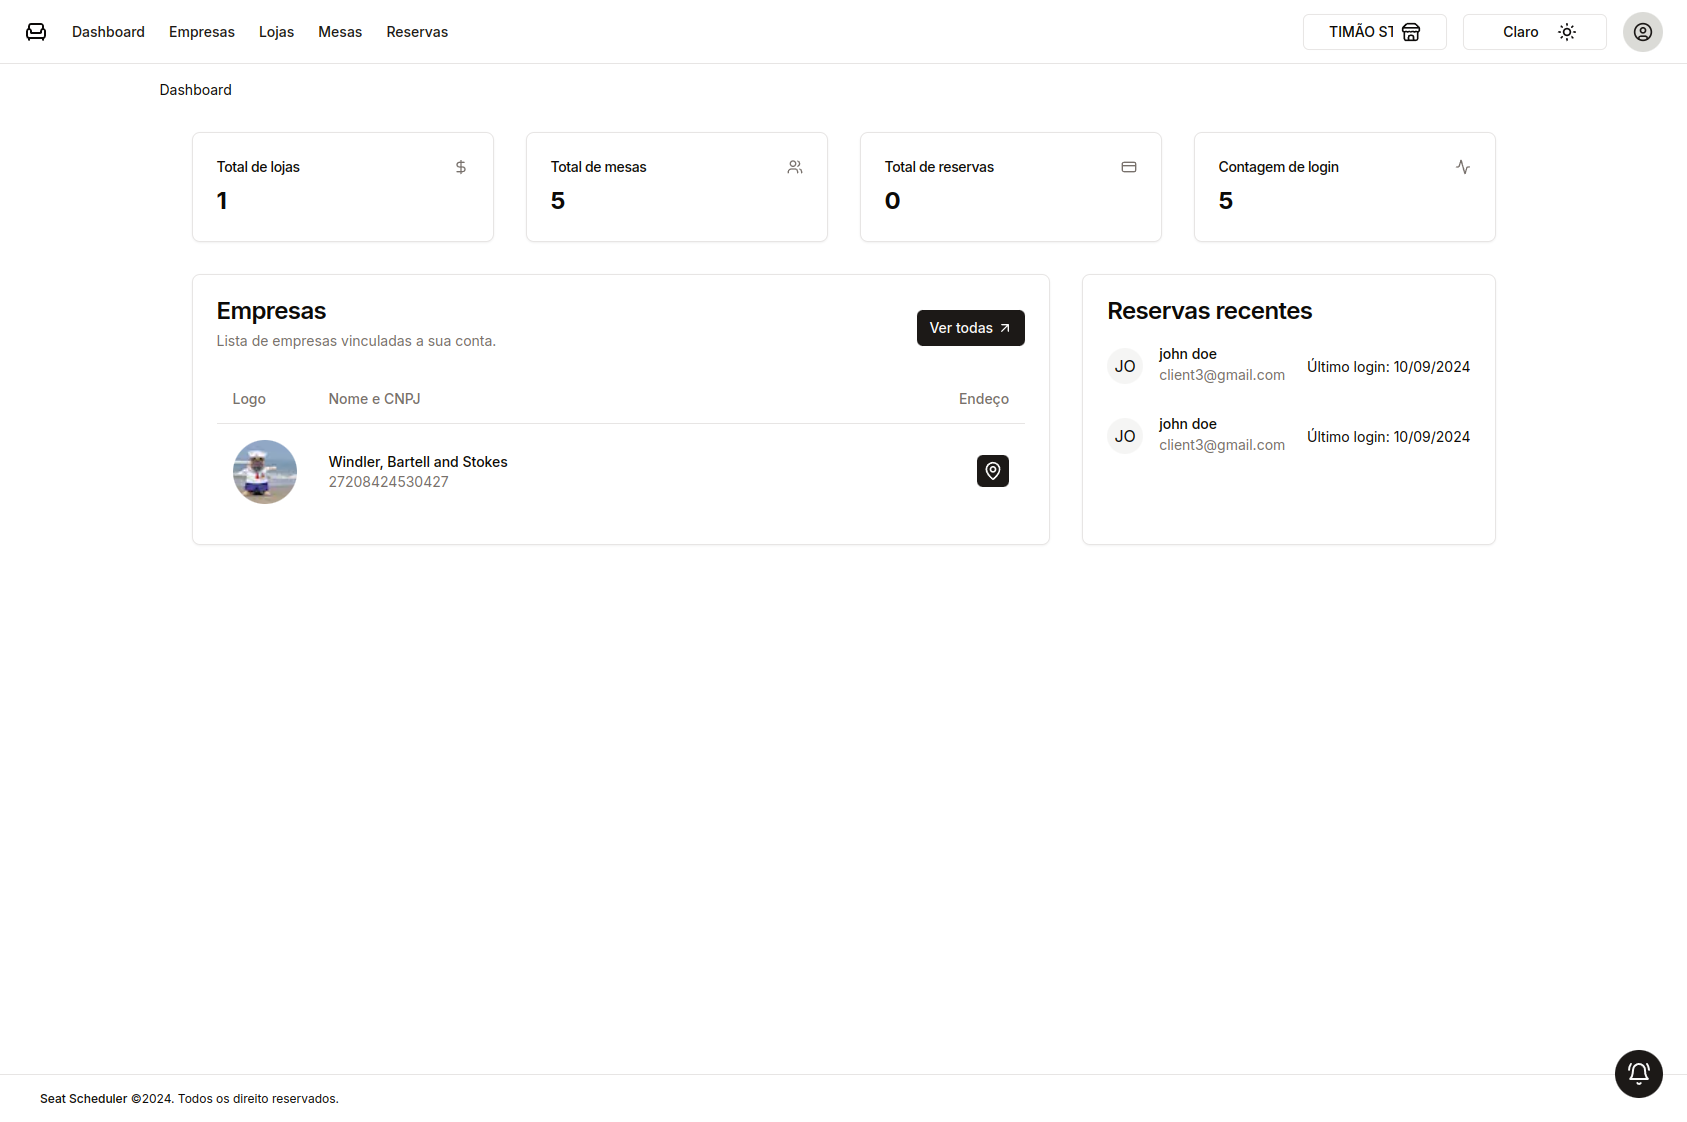 Dashboard Empresas Lojas Mesas Reservas TIMÃO ST Claro
Dashboard
Total de lojas
1
Total de mesas
5
Total de reservas
0
Contagem de login
5
Empresas
Lista de empresas vinculadas a sua conta.
Ver todas
Logo Nome e CNPJ Endeço
Windler, Bartell and Stokes
27208424530427
Reservas recentes
JO
john doe
client3@gmail.com
Último login: 10/09/2024
JO
john doe
client3@gmail.com
Último login: 10/09/2024
Seat Scheduler ©2024. Todos os direito reservados.